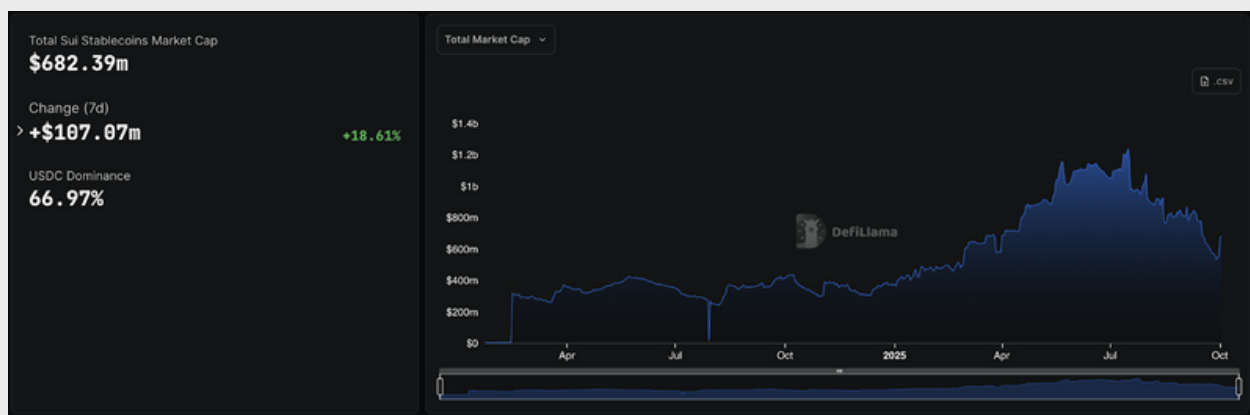 Total Sui Stablecoins Market Cap
$682.39m
Change (7d)
+$107.07m
+18.61%
USDC Dominance
66.97%
Total Market Cap
.csv
$1.4b
$1.2b
$1b
$800m
$600m
$400m
$200m
$0
DefiLlama
Apr Jul Oct 2025 Apr Jul Oct